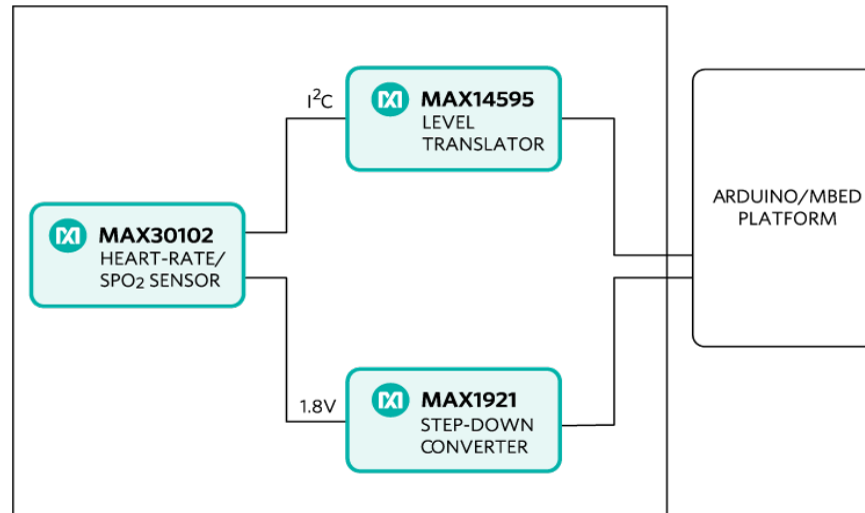 I²C
MAX14595
LEVEL
TRANSLATOR
MAX30102
HEART-RATE/
SPO₂ SENSOR
ARDUINO/MBED
PLATFORM
1.8V
MAX1921
STEP-DOWN
CONVERTER